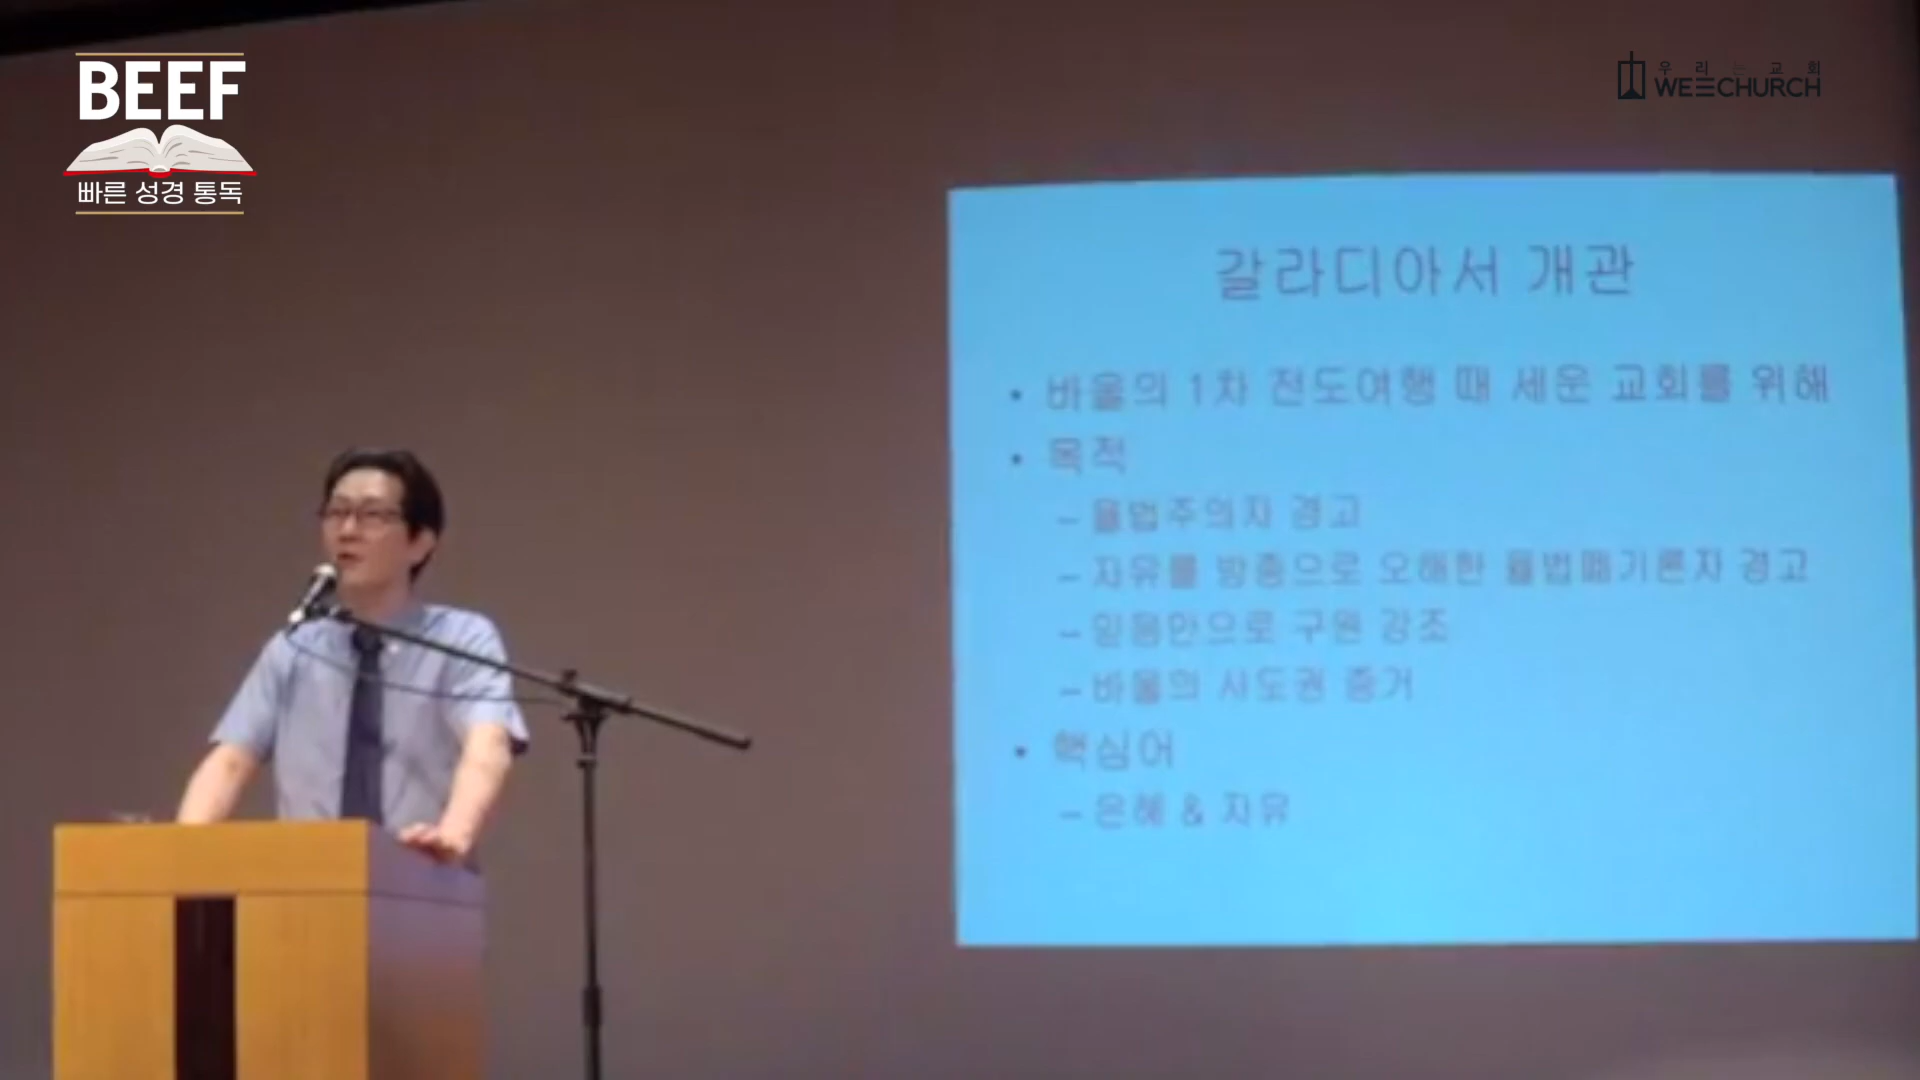 BEEF
빠른 성경 통독
우리는교회
WECHURCH
갈라디아서 개관
• 바울의 1차 전도여행 때 세운 교회를 위해
• 목적
– 율법주의자 경고
– 자유를 방종으로 오해한 율법폐기론자 경고
– 믿음만으로 구원 강조
– 바울의 사도권 증거
• 핵심어
– 은혜 & 자유